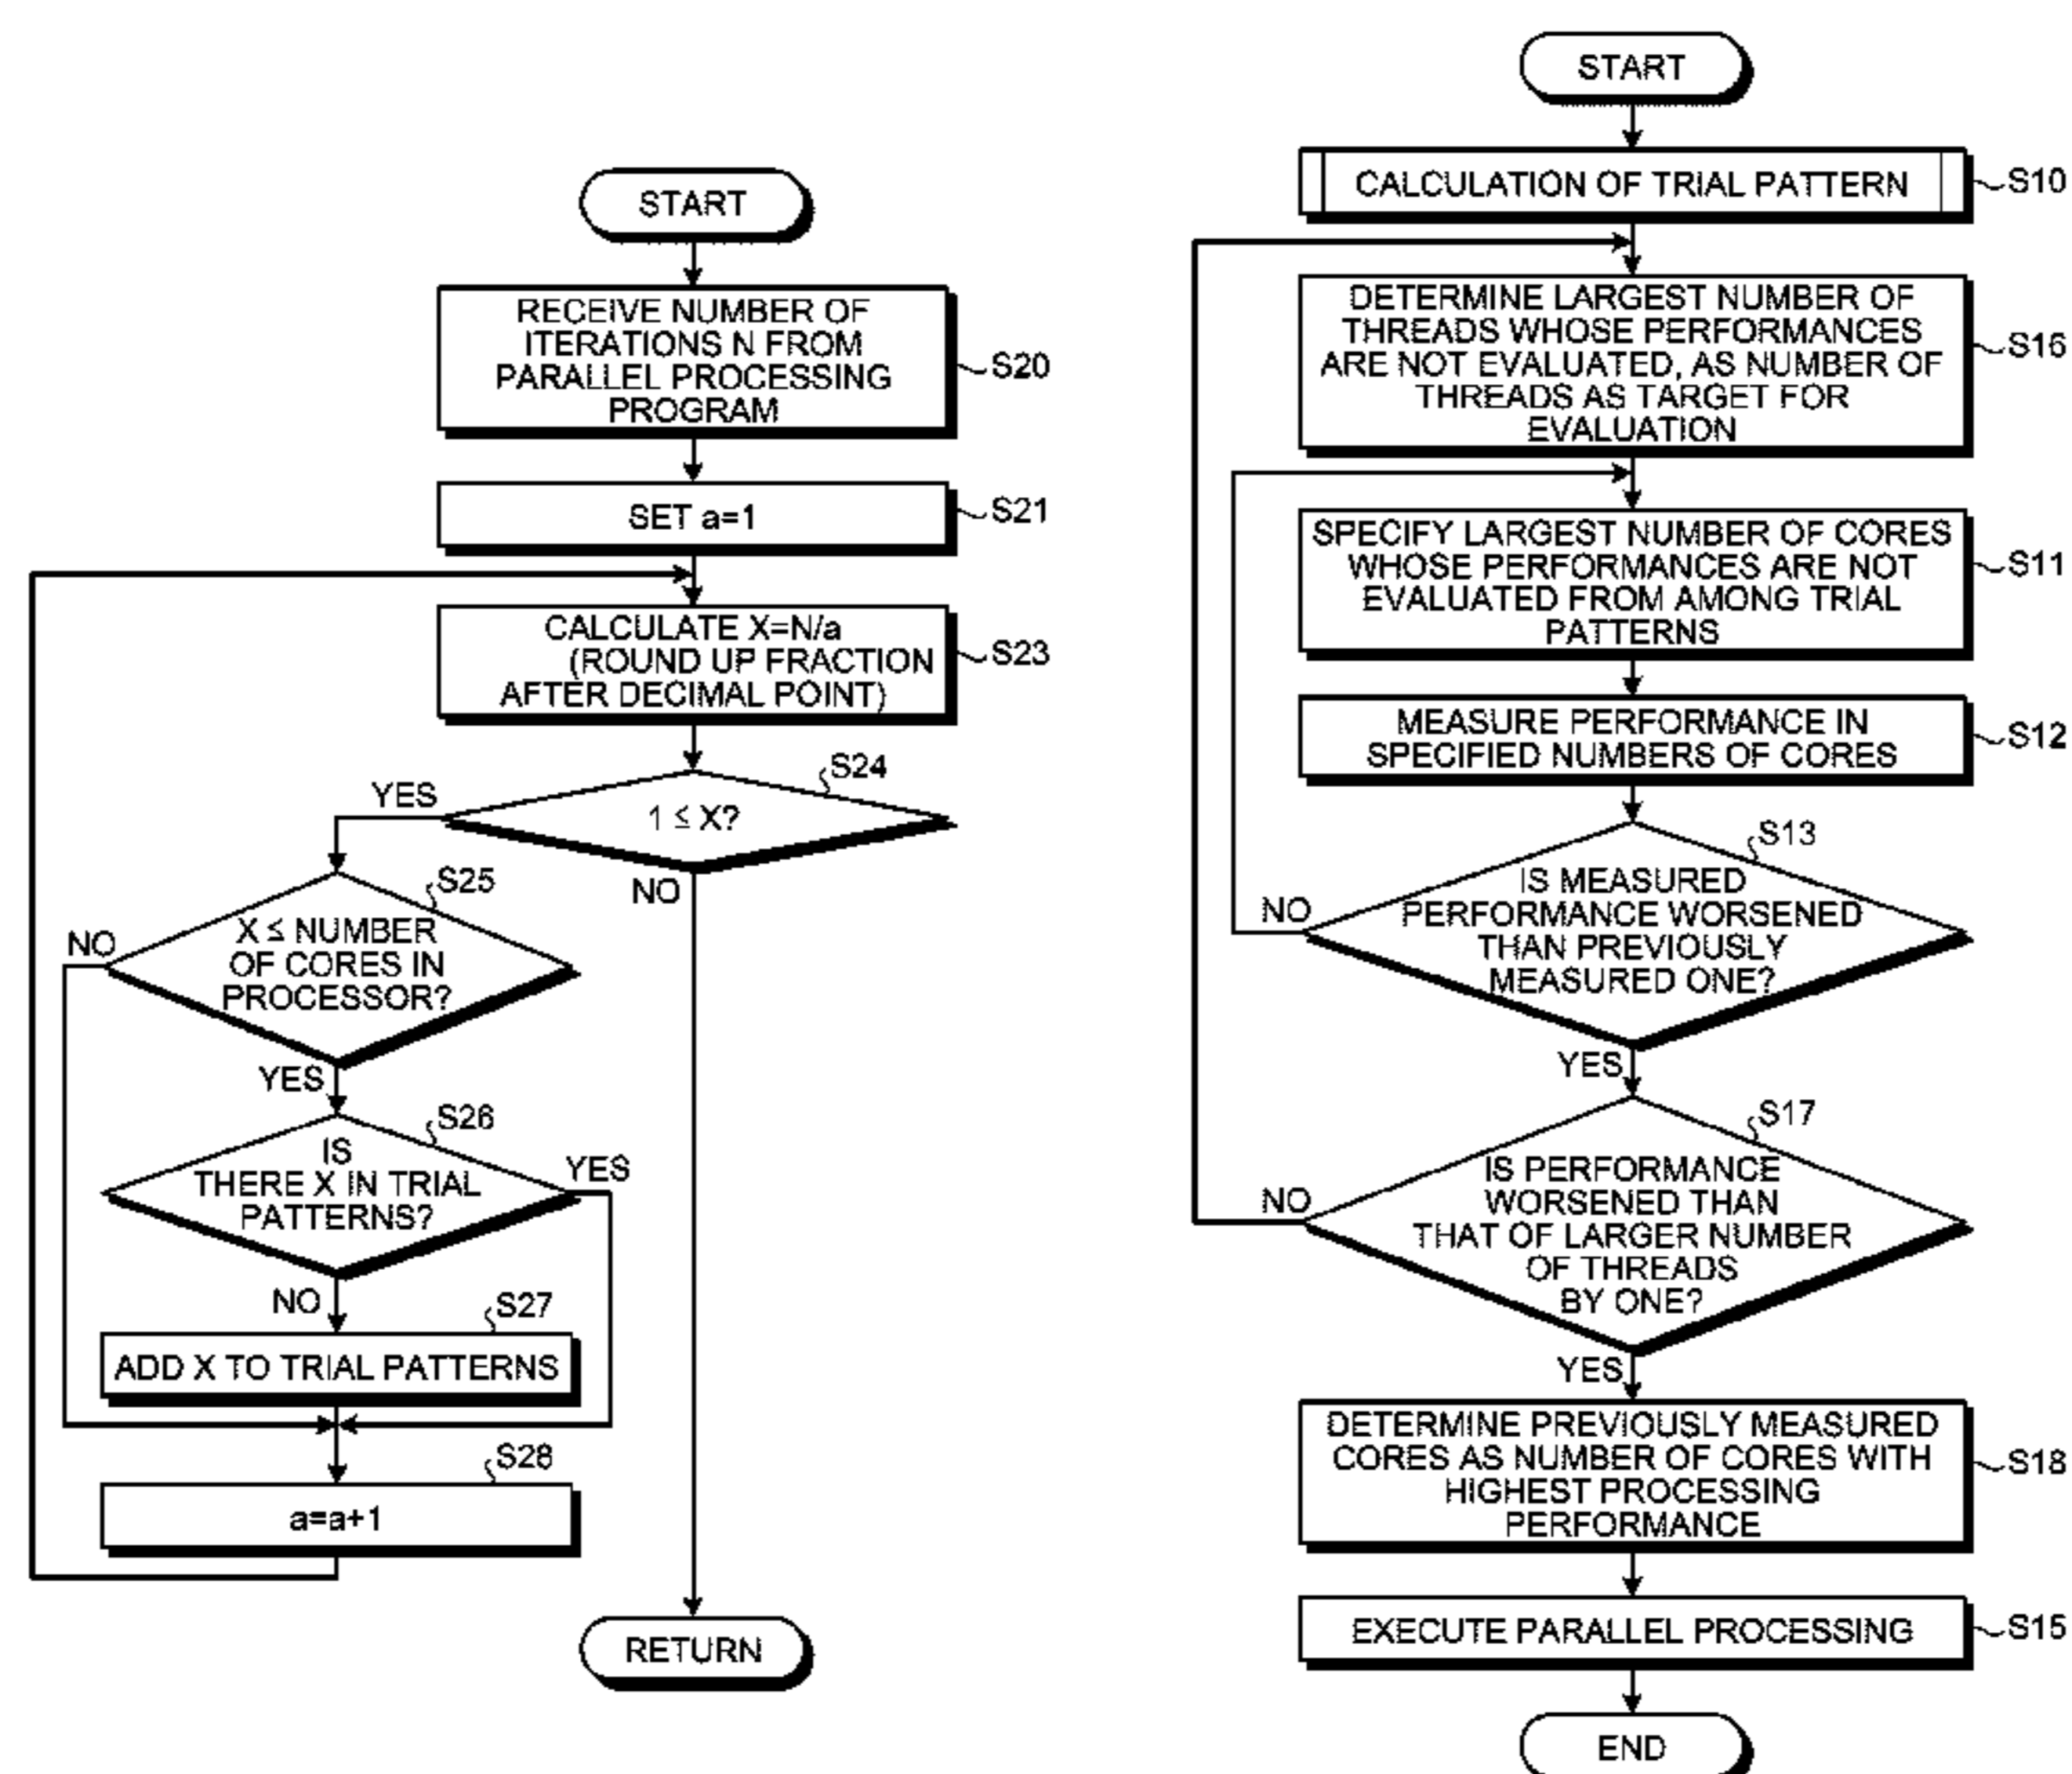 START
RECEIVE NUMBER OF
ITERATIONS N FROM
PARALLEL PROCESSING
PROGRAM
S20
SET a=1
S21
CALCULATE X=N/a
(ROUND UP FRACTION
AFTER DECIMAL POINT)
S23
S24
YES
1 ≤ X?
NO
S25
X ≤ NUMBER
OF CORES IN
PROCESSOR?
NO
YES
S26
IS
THERE X IN TRIAL
PATTERNS?
YES
NO
S27
ADD X TO TRIAL PATTERNS
S28
a=a+1
RETURN
START
CALCULATION OF TRIAL PATTERN
S10
DETERMINE LARGEST NUMBER OF
THREADS WHOSE PERFORMANCES
ARE NOT EVALUATED, AS NUMBER OF
THREADS AS TARGET FOR
EVALUATION
S16
SPECIFY LARGEST NUMBER OF CORES
WHOSE PERFORMANCES ARE NOT
EVALUATED FROM AMONG TRIAL
PATTERNS
S11
MEASURE PERFORMANCE IN
SPECIFIED NUMBERS OF CORES
S12
S13
IS MEASURED
PERFORMANCE WORSENED
THAN PREVIOUSLY
MEASURED ONE?
NO
YES
S17
IS PERFORMANCE
WORSENED THAN
THAT OF LARGER NUMBER
OF THREADS
BY ONE?
NO
YES
DETERMINE PREVIOUSLY MEASURED
CORES AS NUMBER OF CORES WITH
HIGHEST PROCESSING
PERFORMANCE
S18
EXECUTE PARALLEL PROCESSING
S15
END